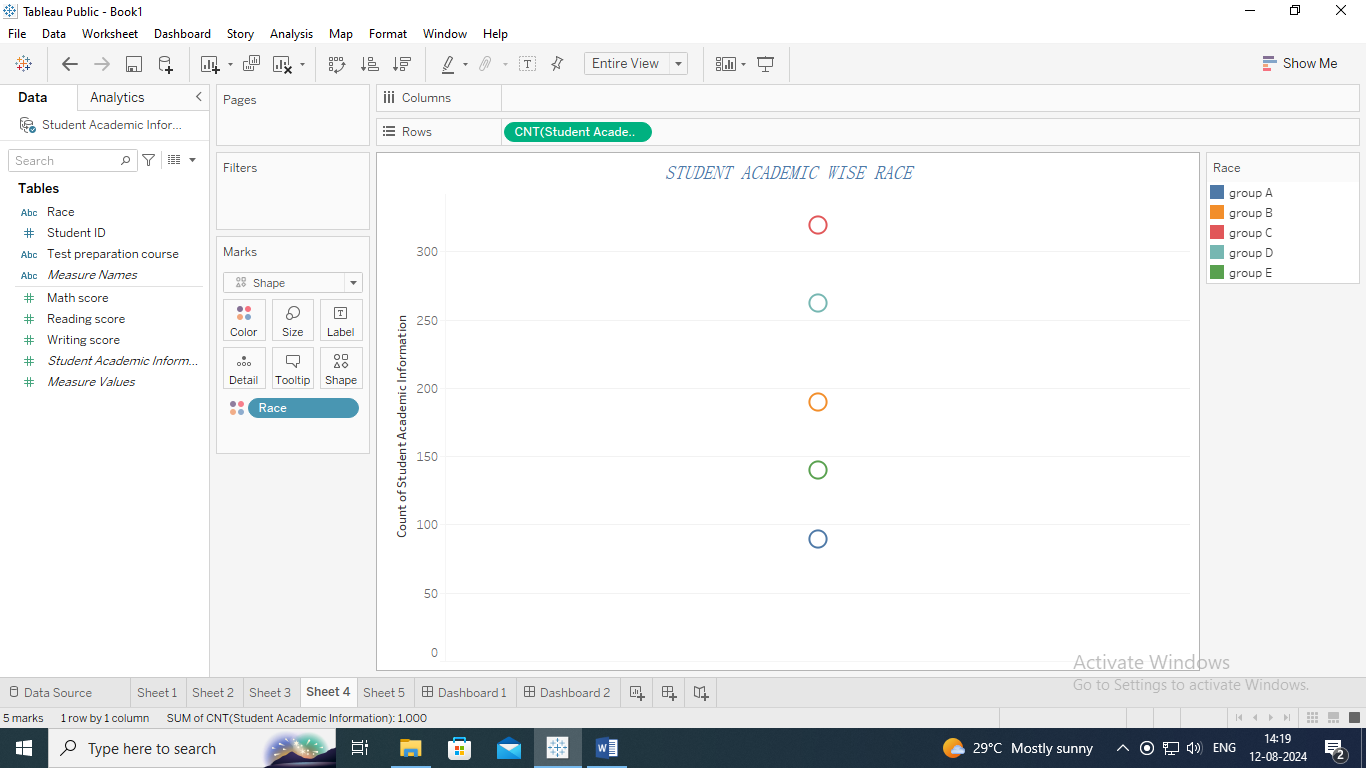 Tableau Public - Book1
File Data Worksheet Dashboard Story Analysis Map Format Window Help
Entire View
Show Me
Data Analytics
Student Academic Infor...
Search
Tables
Abc Race
# Student ID
Abc Test preparation course
Abc Measure Names
# Math score
# Reading score
# Writing score
# Student Academic Inform...
# Measure Values
Pages
Filters
Marks
Shape
Color Size Label
Detail Tooltip Shape
Race
Columns
Rows CNT(Student Acade..
STUDENT ACADEMIC WISE RACE
Count of Student Academic Information
300
250
200
150
100
50
0
Race
group A
group B
group C
group D
group E
Activate Windows
Go to Settings to activate Windows.
Data Source Sheet 1 Sheet 2 Sheet 3 Sheet 4 Sheet 5 Dashboard 1 Dashboard 2
5 marks 1 row by 1 column SUM of CNT(Student Academic Information): 1,000
Type here to search
29°C Mostly sunny
ENG
14:19
12-08-2024
2